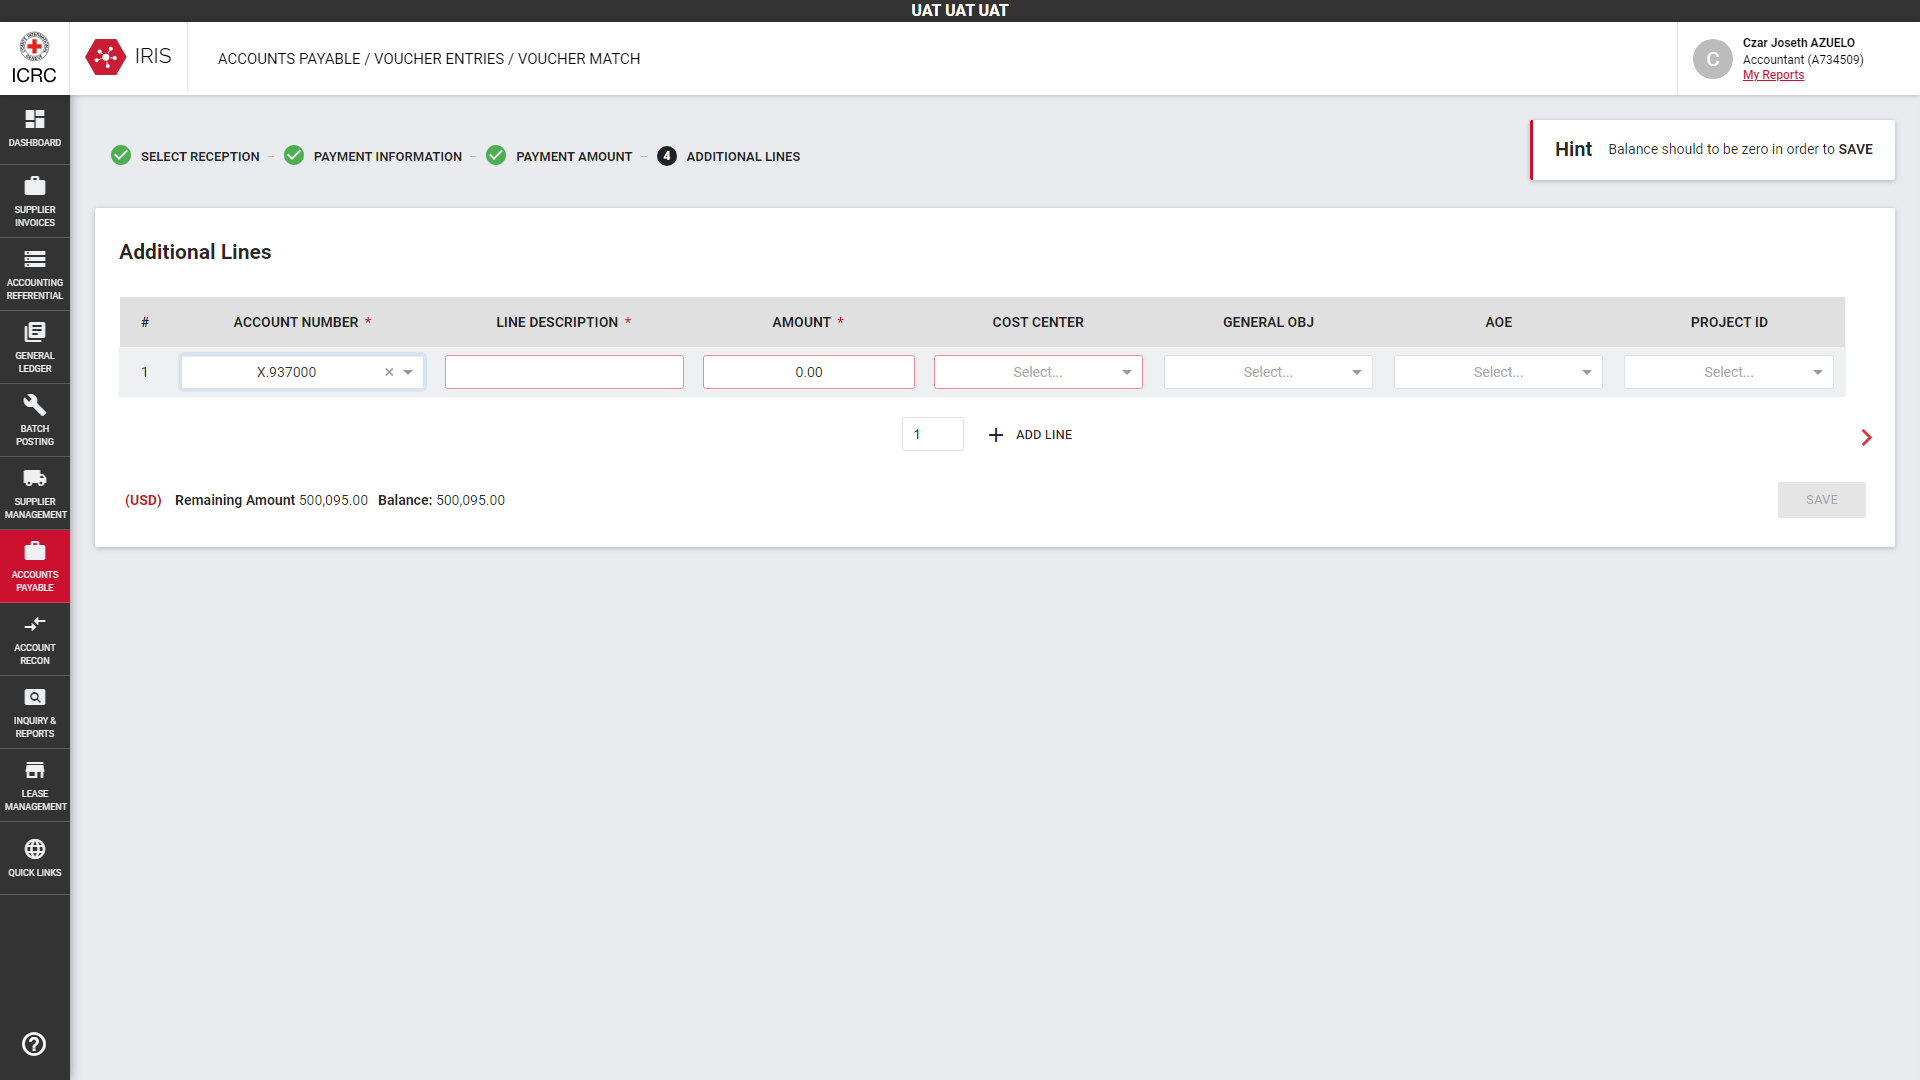 UAT UAT UAT
ICRC
IRIS
ACCOUNTS PAYABLE / VOUCHER ENTRIES / VOUCHER MATCH
C
Czar Joseth AZUELO
Accountant (A734509)
My Reports
DASHBOARD
SUPPLIER
INVOICES
ACCOUNTING
REFERENTIAL
GENERAL
LEDGER
BATCH
POSTING
SUPPLIER
MANAGEMENT
ACCOUNTS
PAYABLE
ACCOUNT
RECON
INQUIRY &
REPORTS
LEASE
MANAGEMENT
QUICK LINKS
SELECT RECEPTION – PAYMENT INFORMATION – PAYMENT AMOUNT – 4 ADDITIONAL LINES
Hint Balance should to be zero in order to SAVE
Additional Lines
# ACCOUNT NUMBER * LINE DESCRIPTION * AMOUNT * COST CENTER GENERAL OBJ AOE PROJECT ID
1 X.937000 0.00 Select... Select... Select... Select...
1 ADD LINE
(USD) Remaining Amount 500,095.00 Balance: 500,095.00
SAVE